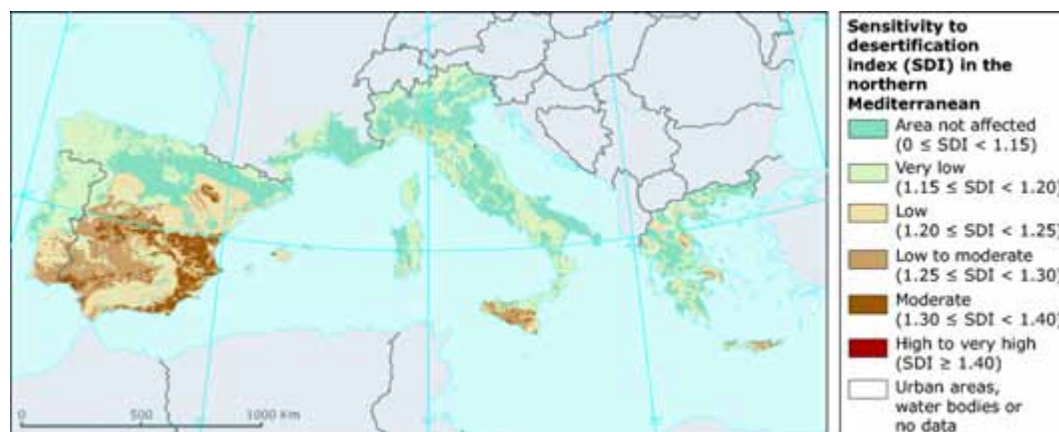 Sensitivity to
desertification
index (SDI) in the
northern
Mediterranean
Area not affected
(0 ≤ SDI < 1.15)
Very low
(1.15 ≤ SDI < 1.20)
Low
(1.20 ≤ SDI < 1.25)
Low to moderate
(1.25 ≤ SDI < 1.30)
Moderate
(1.30 ≤ SDI < 1.40)
High to very high
(SDI ≥ 1.40)
Urban areas,
water bodies or
no data
0 500 1000 Km